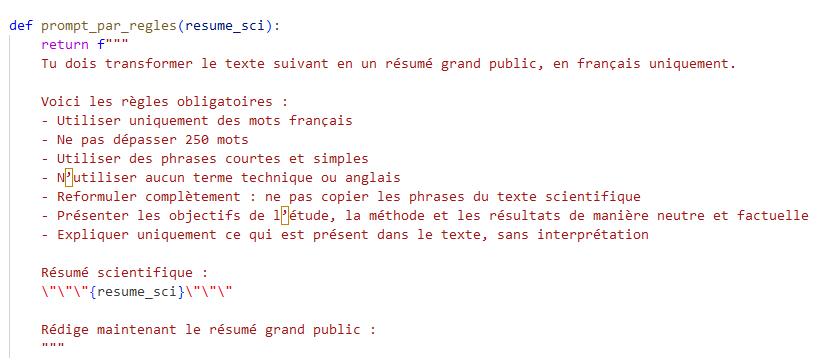 def prompt_par_regles(resume_sci):
    return f"""
    Tu dois transformer le texte suivant en un résumé grand public, en français uniquement.

    Voici les règles obligatoires :
    - Utiliser uniquement des mots français
    - Ne pas dépasser 250 mots
    - Utiliser des phrases courtes et simples
    - N’utiliser aucun terme technique ou anglais
    - Reformuler complètement : ne pas copier les phrases du texte scientifique
    - Présenter les objectifs de l’étude, la méthode et les résultats de manière neutre et factuelle
    - Expliquer uniquement ce qui est présent dans le texte, sans interprétation

    Résumé scientifique :
    \"\"\"{resume_sci}\"\"\"

    Rédige maintenant le résumé grand public :
    """